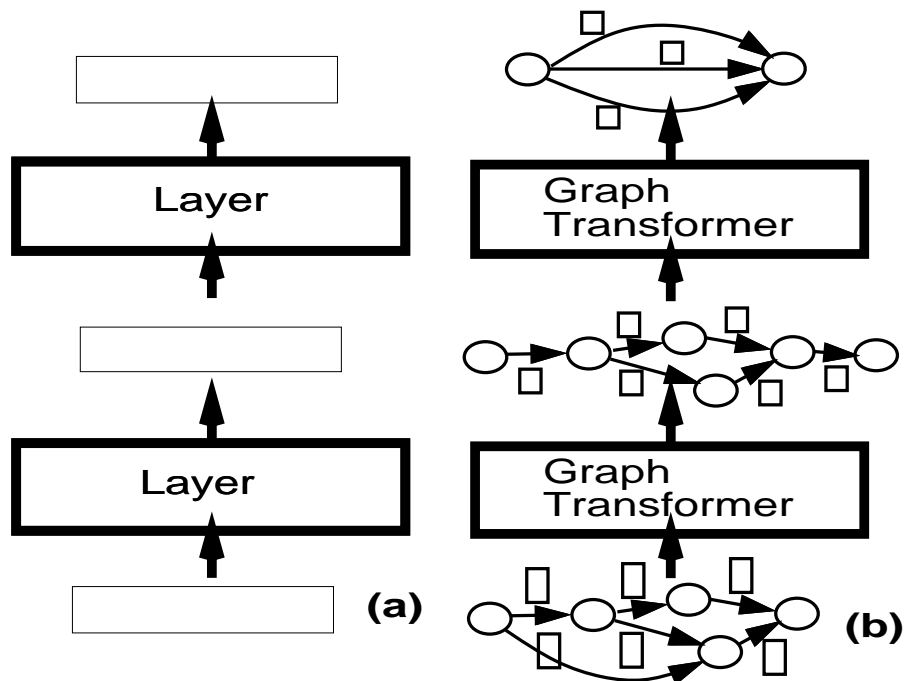 Layer
Layer
(a)
Graph
Transformer
Graph
Transformer
(b)